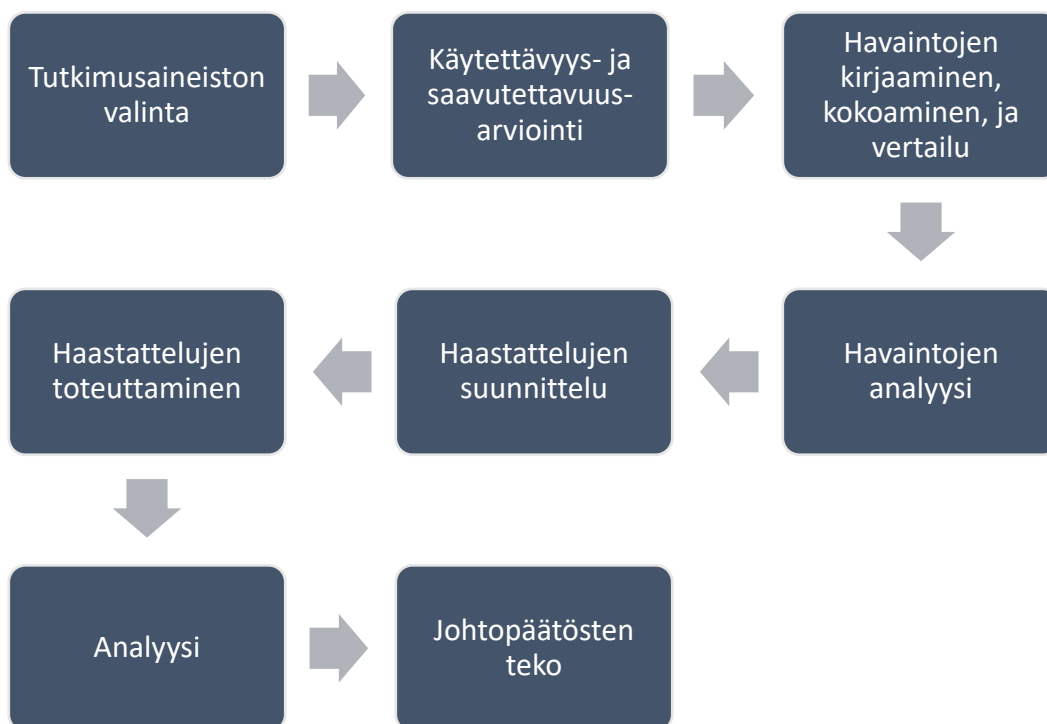 Tutkimusaineiston
valinta
Käytettävyys- ja
saavutettavuus-
arviointi
Havaintojen
kirjaaminen,
kokoaminen, ja
vertailu
Havaintojen
analyysi
Haastattelujen
suunnittelu
Haastattelujen
toteuttaminen
Analyysi
Johtopäätösten
teko